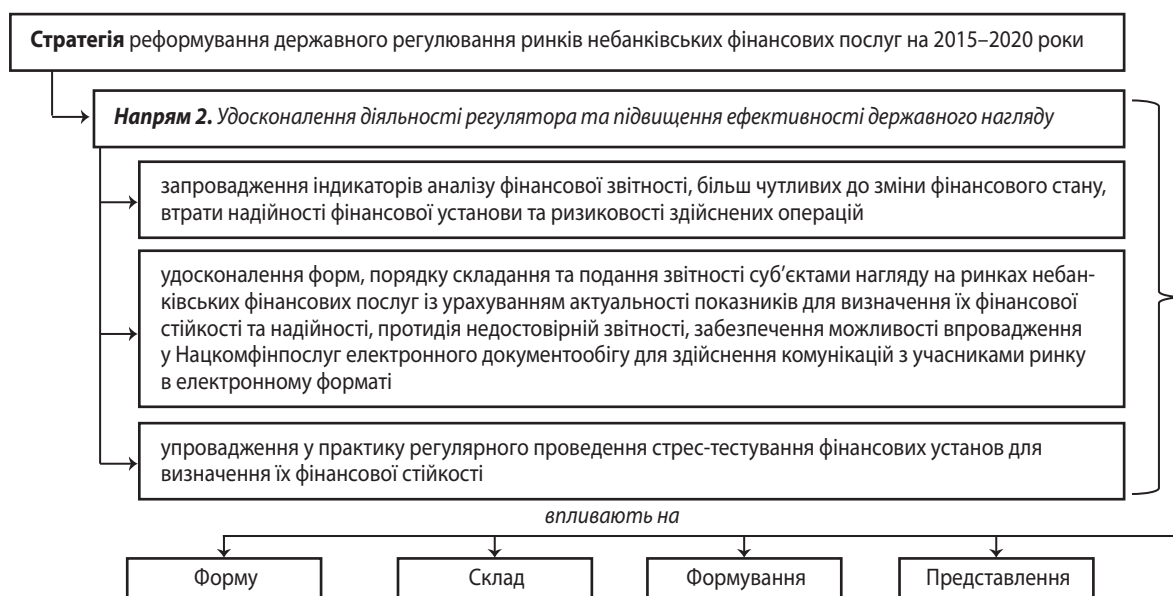 Стратегія реформування державного регулювання ринків небанківських фінансових послуг на 2015–2020 роки
Напрям 2. Удосконалення діяльності регулятора та підвищення ефективності державного нагляду
запровадження індикаторів аналізу фінансової звітності, більш чутливих до зміни фінансового стану,
втрати надійності фінансової установи та ризиковості здійснених операцій
удосконалення форм, порядку складання та подання звітності суб’єктами нагляду на ринках небан-
ківських фінансових послуг із урахуванням актуальності показників для визначення їх фінансової
стійкості та надійності, протидія недостовірній звітності, забезпечення можливості впровадження
у Нацкомфінпослуг електронного документообігу для здійснення комунікацій з учасниками ринку
в електронному форматі
упровадження у практику регулярного проведення стрес-тестування фінансових установ для
визначення їх фінансової стійкості
впливають на
Форму
Склад
Формування
Представлення